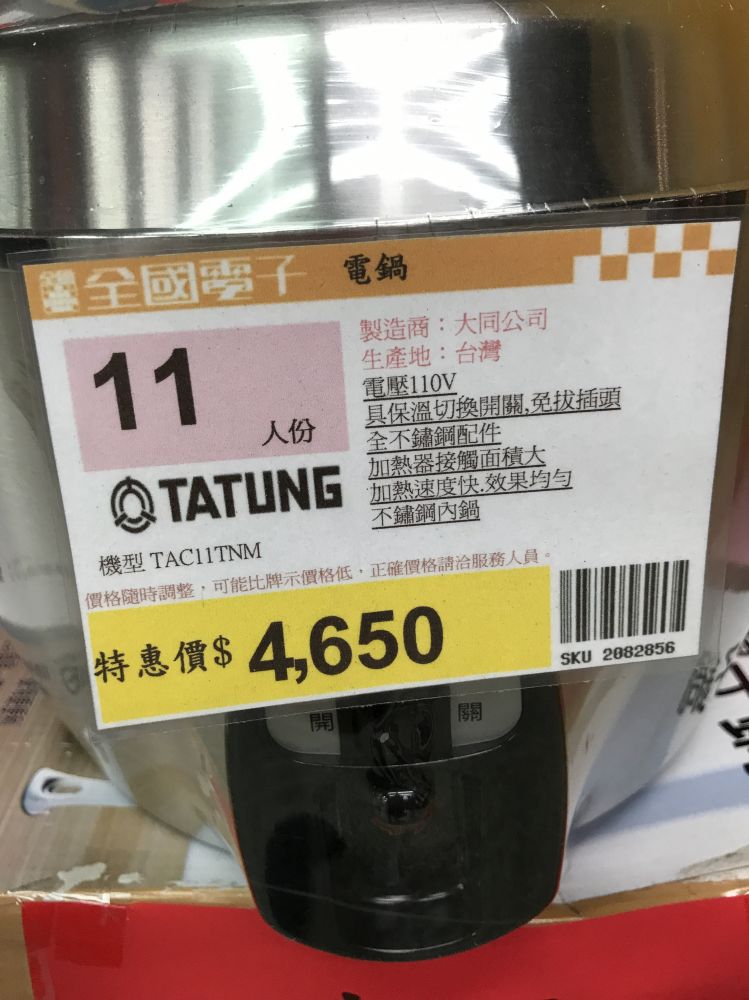 全國電子 電鍋
11 人份
製造商：大同公司
生產地：台灣
電壓110V
具保溫切換開關,免拔插頭
全不鏽鋼配件
加熱器接觸面積大
加熱速度快.效果均勻
不鏽鋼內鍋
TATUNG
機型 TAC11TNM
價格隨時調整，可能比牌示價格低，正確價格請洽服務人員。
特惠價$ 4,650
SKU 2082856
開 關